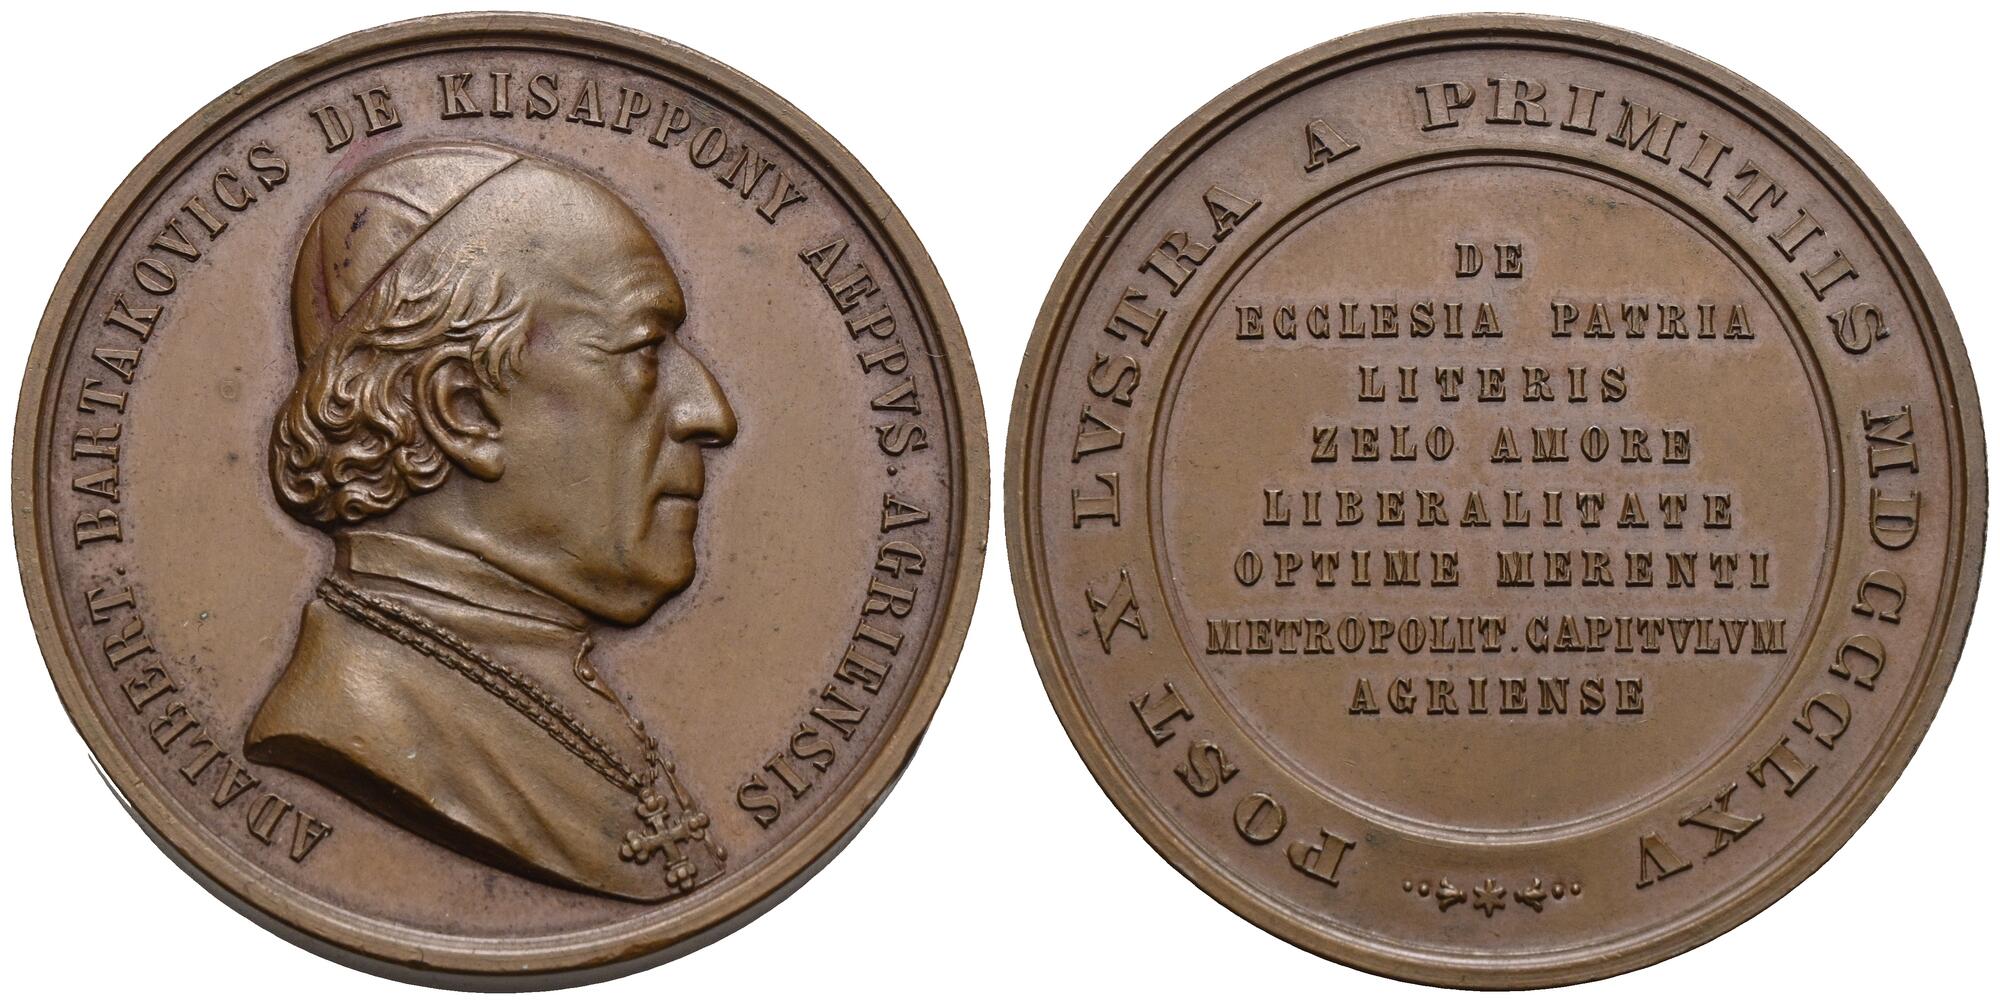 ADALBERT. BARTAKOVICS DE KISAPPONY AEPPVS. AGRIENSIS
POST X LVSTRA A PRIMITIIS MDCCCLXV
DE
ECCLESIA PATRIA
LITERIS
ZELO AMORE
LIBERALITATE
OPTIME MERENTI
METROPOLIT. CAPITVLVM
AGRIENSE